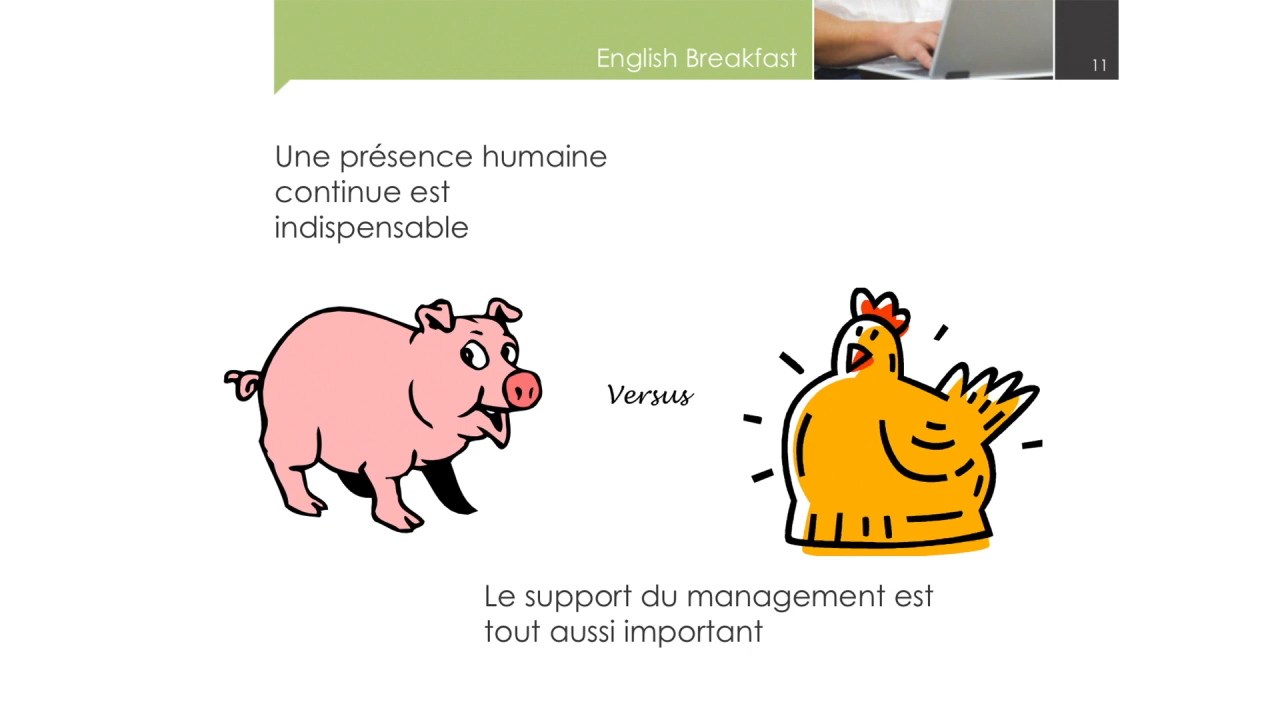 English Breakfast
11
Une présence humaine
continue est
indispensable
Versus
Le support du management est
tout aussi important